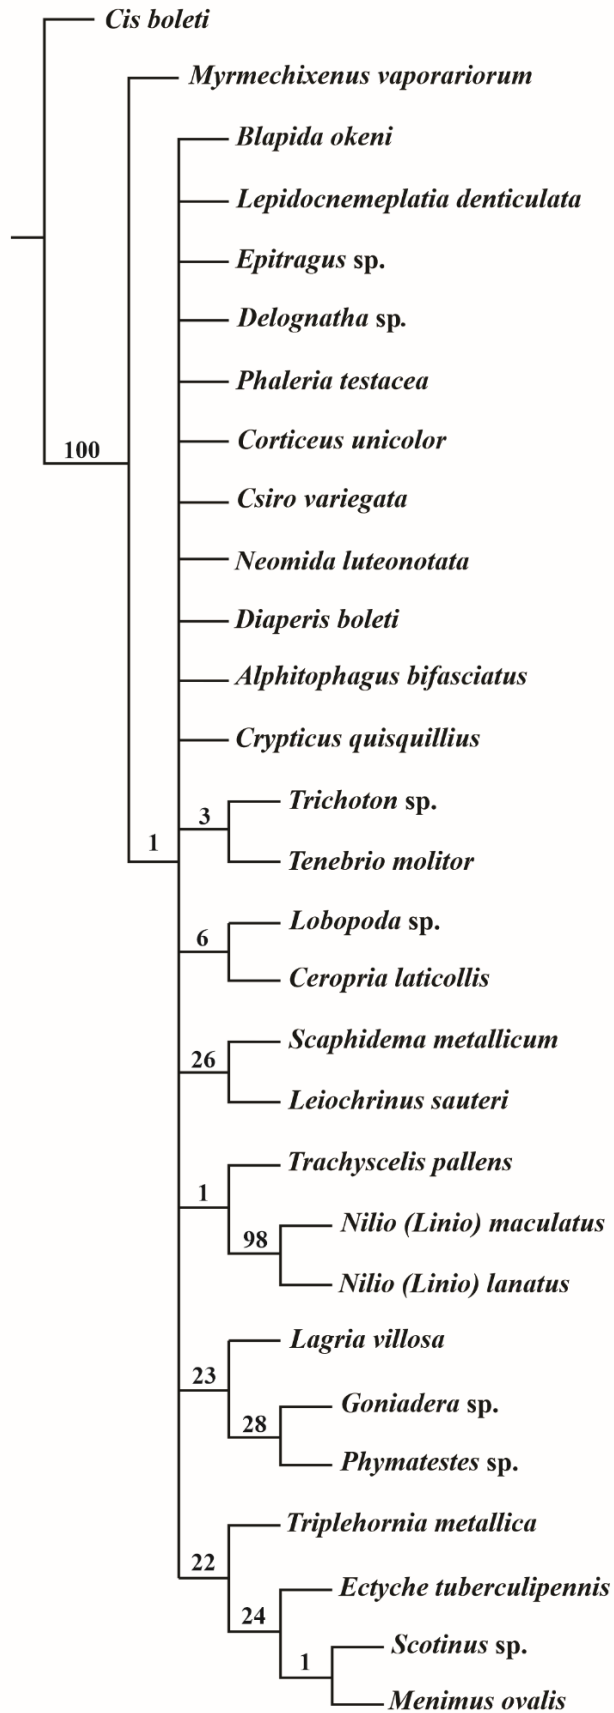 Cis boleti
Myrmechixenus vaporariorum
Blapida okeni
Lepidocnemeplatia denticulata
Epitragus sp.
Delognatha sp.
Phaleria testacea
Corticeus unicolor
100
Csiro variegata
Neomida luteonotata
Diaperis boleti
Alphitophagus bifasciatus
Crypticus quisquillius
Trichoton sp.
3
1
Tenebrio molitor
Lobopoda sp.
6
Ceropria laticollis
Scaphidema metallicum
26
Leiochrinus sauteri
Trachyscelis pallens
1
Nilio (Linio) maculatus
98
Nilio (Linio) lanatus
Lagria villosa
23
Goniadera sp.
28
Phymatestes sp.
Triplehornia metallica
22
Ectyche tuberculipennis
24
Scotinus sp.
1
Menimus ovalis